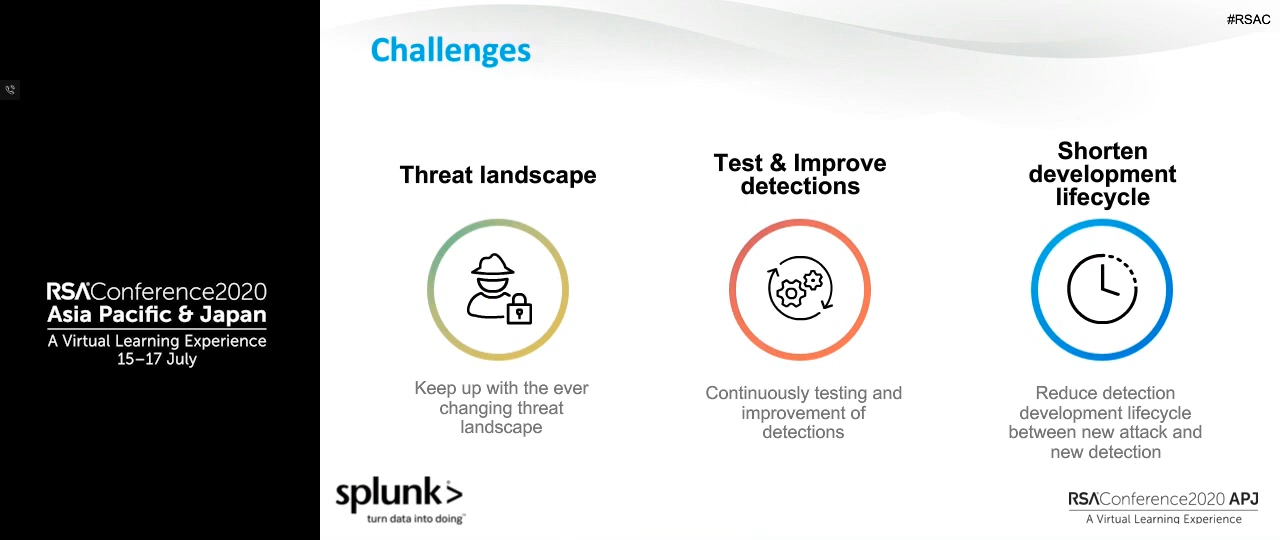 #RSAC
Challenges
Threat landscape
Keep up with the ever
changing threat
landscape
Test & Improve
detections
Continuously testing and
improvement of
detections
Shorten
development
lifecycle
Reduce detection
development lifecycle
between new attack and
new detection
RSAConference2020
Asia Pacific & Japan
A Virtual Learning Experience
15–17 July
splunk>
turn data into doing™
RSAConference2020 APJ
A Virtual Learning Experience